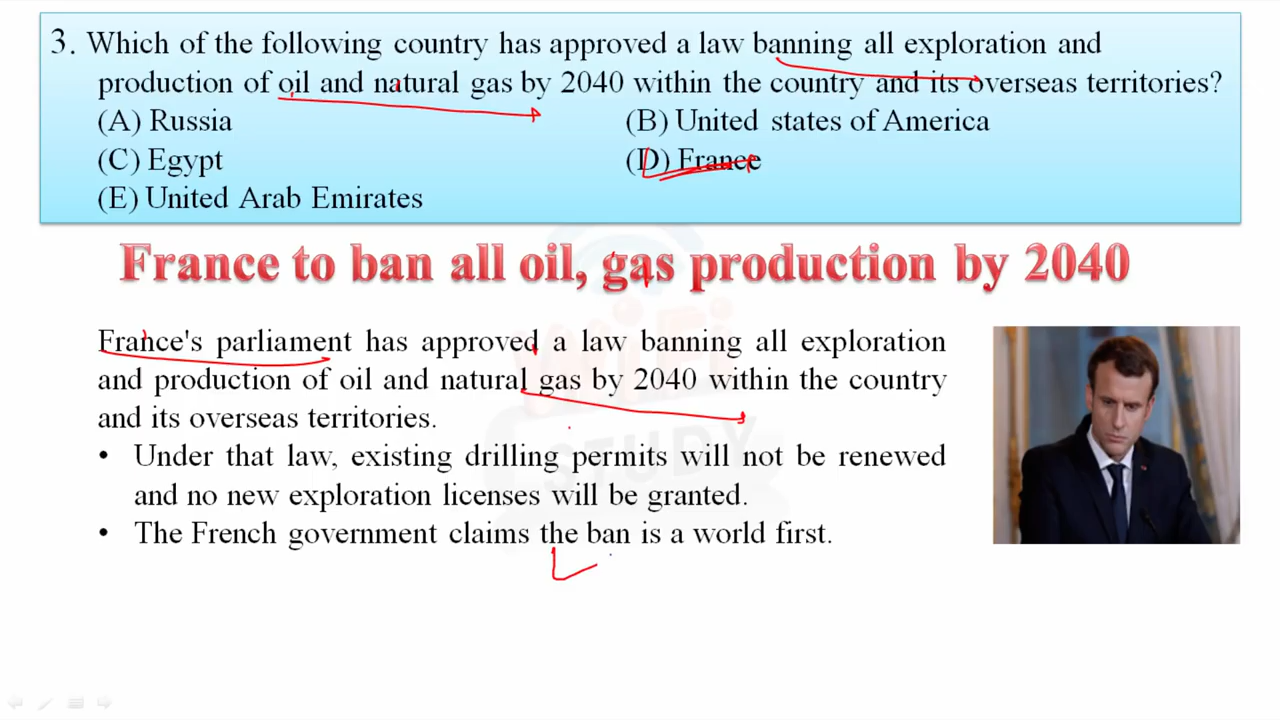 3. Which of the following country has approved a law banning all exploration and
production of oil and natural gas by 2040 within the country and its overseas territories?
(A) Russia (B) United states of America
(C) Egypt (D) France
(E) United Arab Emirates
France to ban all oil, gas production by 2040
France's parliament has approved a law banning all exploration
and production of oil and natural gas by 2040 within the country
and its overseas territories.
• Under that law, existing drilling permits will not be renewed
and no new exploration licenses will be granted.
• The French government claims the ban is a world first.
WiFi
STUDY